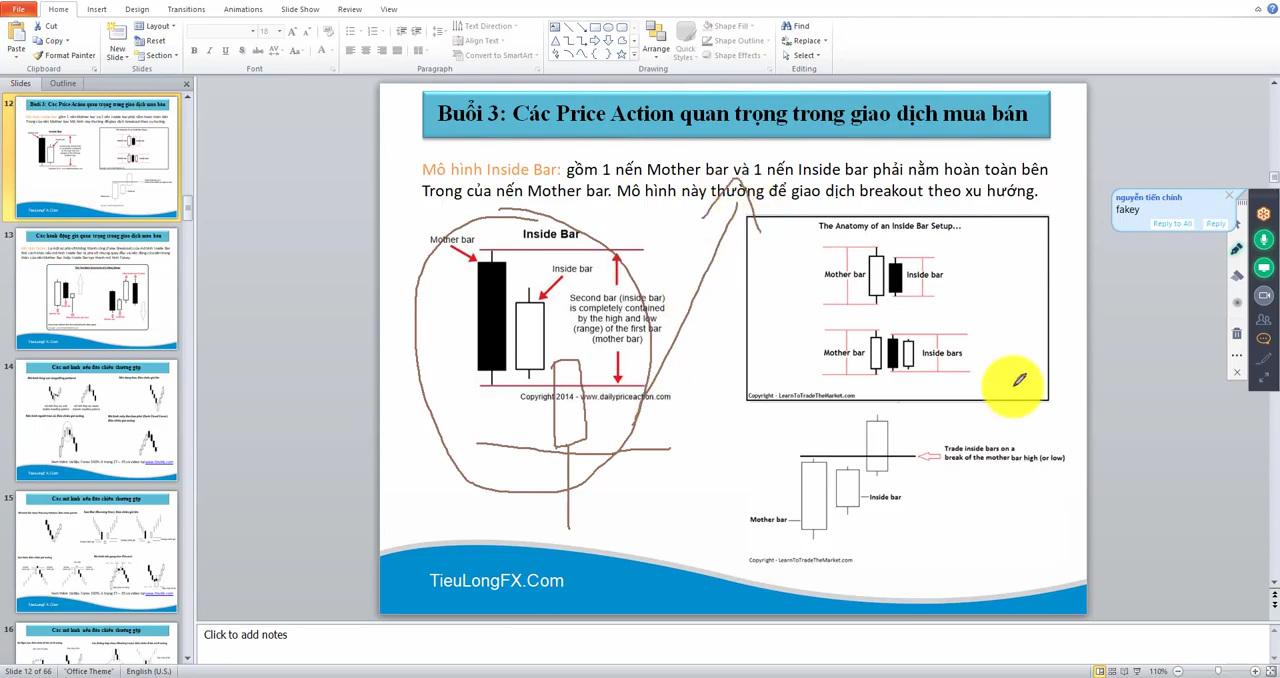 File
Home
Insert
Design
Transitions
Animations
Slide Show
Review
View
Cut
Copy
Format Painter
Paste
Clipboard
New
Slide
Layout
Reset
Section
Slides
18
Font
Text Direction
Align Text
Convert to SmartArt
Paragraph
Arrange
Quick
Styles
Shape Fill
Shape Outline
Shape Effects
Drawing
Find
Replace
Select
Editing
Slides
Outline
12
13
14
15
16
Buổi 3: Các Price Action quan trọng trong giao dịch mua bán
Mô hình inside bar gồm 1 nến Mother bar và 1 nến Inside Bar phải nằm hoàn toàn bên
Trong của nến Mother bar. Mô hình này thường để giao dịch breakout theo xu hướng.
Inside Bar
Mother bar
Inside bar
Second bar (inside bar)
is completely contained
by the high and low
(range) of the first bar
(mother bar)
Copyright 2014 - www.dailypriceaction.com
The Anatomy of an Inside Bar Setup...
Mother bar
Inside bar
Mother bar
Inside bars
Copyright - LearnToTradeTheMarket.com
Trade inside bars on a
break of the mother bar high (or low)
Inside bar
Mother bar
Copyright - LearnToTradeTheMarket.com
TieuLongFX.Com
nguyễn tiến chính
fakey
Reply to All
Reply
Click to add notes
Slide 12 of 66
"Office Theme"
English (U.S.)
110%